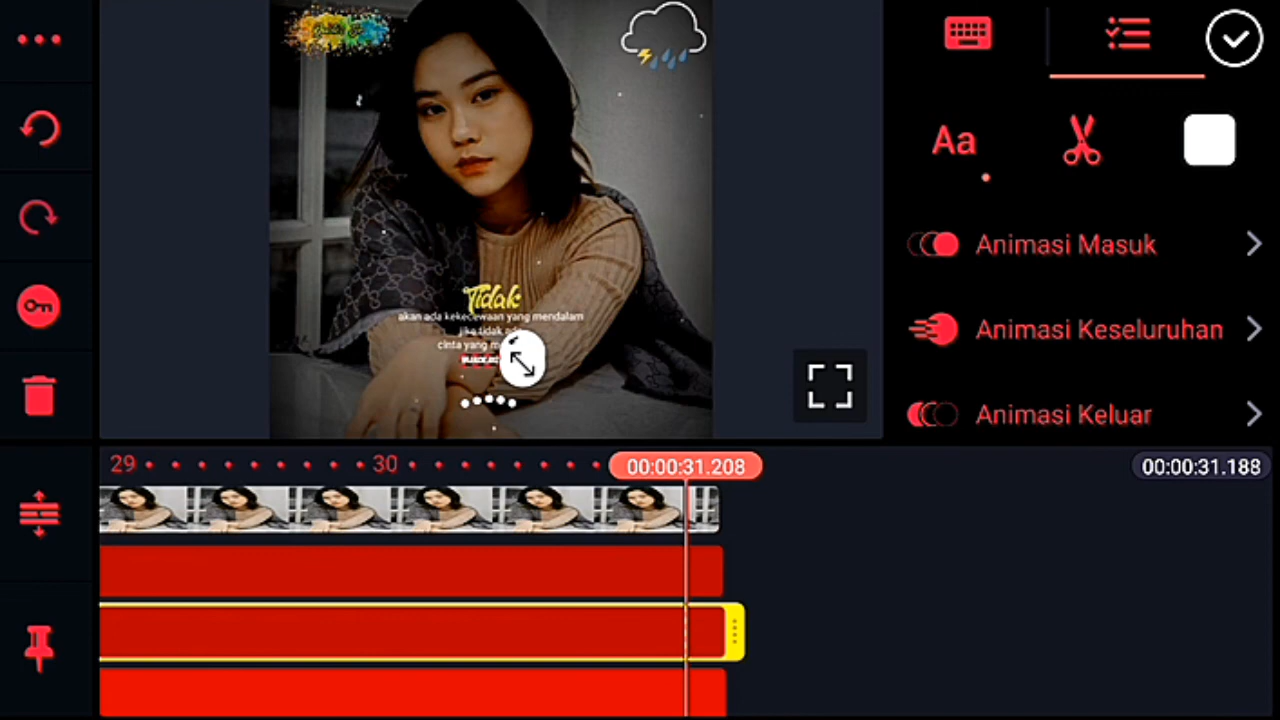 Aa
Animasi Masuk
Animasi Keseluruhan
Animasi Keluar
Tidak
akan ada kekecewaan yang mendalam
jika tidak ada
cinta yang
29
30
00:00:31.208
00:00:31.188